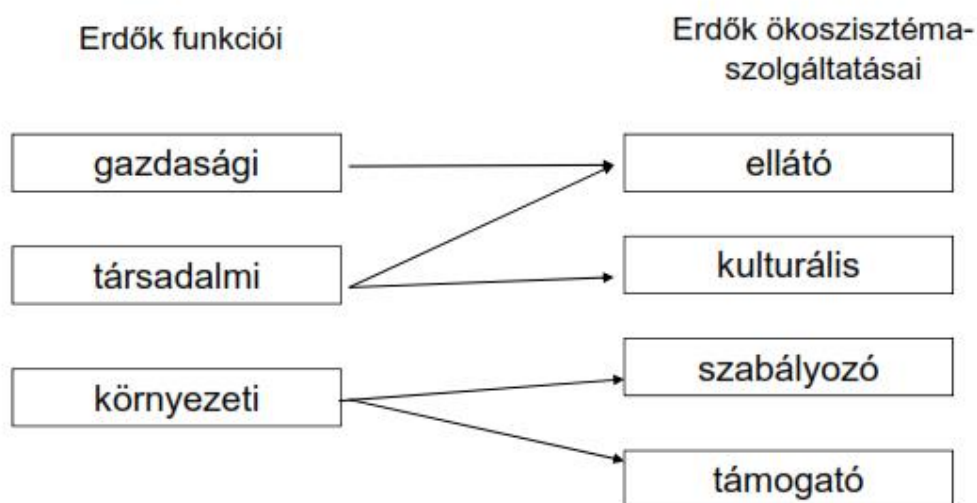 Erdők funkciói
Erdők ökoszisztéma-
szolgáltatásai
gazdasági
ellátó
társadalmi
kulturális
környezeti
szabályozó
támogató